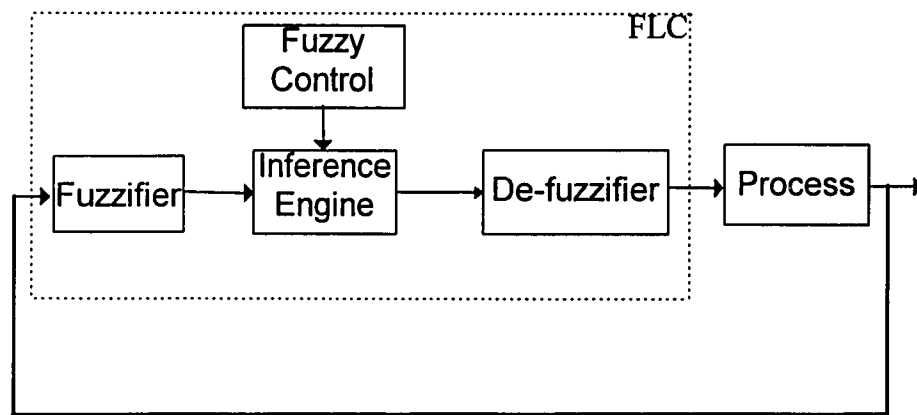 FLC
Fuzzy
Control
Fuzzifier
Inference
Engine
De-fuzzifier
Process